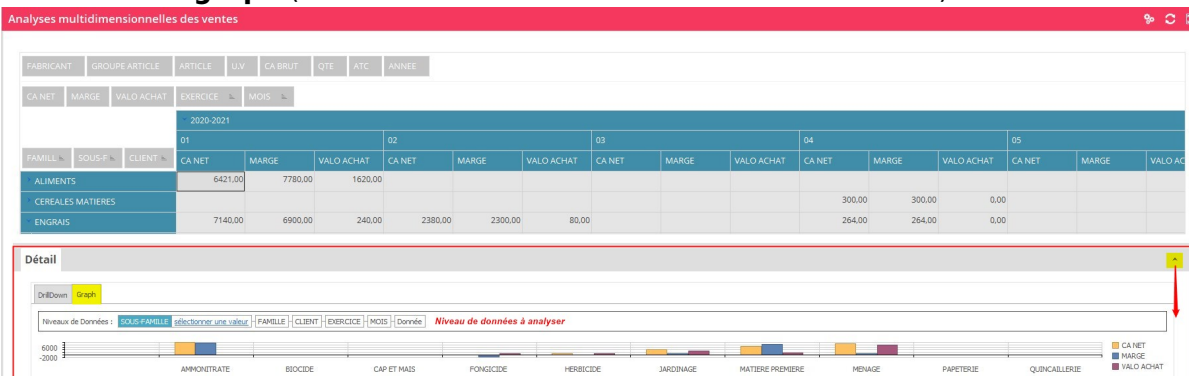 Analyses multidimensionnelles des ventes
FABRICANT GROUPE ARTICLE ARTICLE U.V CA BRUT QTE ATC ANNEE
CA NET MARGE VALO ACHAT EXERCICE MOIS
2020-2021
01 02 03 04 05
FAMILL SOUS-F CLIENT CA NET MARGE VALO ACHAT CA NET MARGE VALO ACHAT CA NET MARGE VALO ACHAT CA NET MARGE VALO ACHAT CA NET MARGE VALO AC
ALIMENTS 6421,00 7780,00 1620,00
CEREALES MATIERES 300,00 300,00 0,00
ENGRAIS 7140,00 6900,00 240,00 2380,00 2300,00 80,00 264,00 264,00 0,00
Détail
DrillDown Graph
Niveaux de Données : SOUS-FAMILLE sélectionner une valeur FAMILLE CLIENT EXERCICE MOIS Donnée Niveau de données à analyser
6000
-2000
CA NET
MARGE
VALO ACHAT
AMMONITRATE BIOCIDE CAP ET MAIS FONGICIDE HERBICIDE JARDINAGE MATIERE PREMIERE MENAGE PAPETERIE QUINCAILLERIE